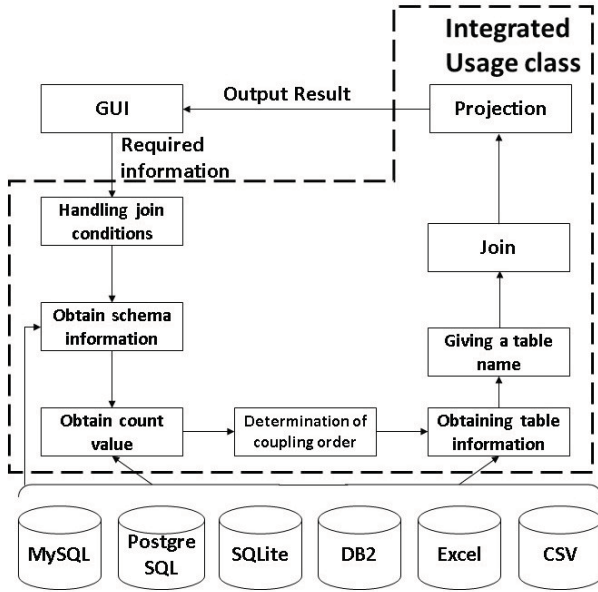 Integrated
Usage class
GUI
Output Result
Projection
Required
information
Handling join
conditions
Join
Obtain schema
information
Giving a table
name
Obtain count
value
Determination of
coupling order
Obtaining table
information
MySQL
Postgre
SQL
SQLite
DB2
Excel
CSV